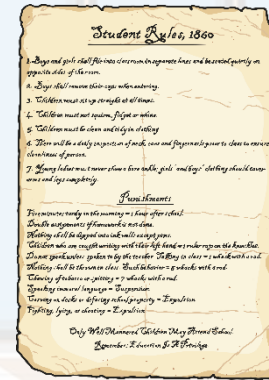 Student Rules, 1860
1. Boys and girls shall file into classroom in separate lines and be seated quietly on
opposite sides of the room.
2. Boys shall remove their caps when entering.
3. Children must sit up straight at all times.
4. Children must not squirm, fidget or whine.
5. Children must be clean and tidy in clothing
6. There will be a daily inspection of neck, ears and fingernails prior to class to ensure
cleanliness of person.
7. Young ladies must never show a bare ankle; girls' and boys' clothing should cover
arms and legs completely.
Punishments
Five minutes tardy in the morning = 1 hour after school.
Double assignments if homework is not done.
Nothing shall be dipped into ink wells except pens.
Children who are caught writing with their left hand = ruler rap on the knuckles.
Do not speak unless spoken to by the teacher. Talking in class = whack with rod.
Nothing shall be thrown in class. Such behavior = whacks with rod.
Chewing of tobacco or spitting = 7 whacks with rod.
Speaking immoral language = Suspension.
Carving on desks or defacing school property = Expulsion
Fighting, lying, or cheating = Expulsion
Only Well Mannered Children May Attend School.
Remember: Education Is A Privilege